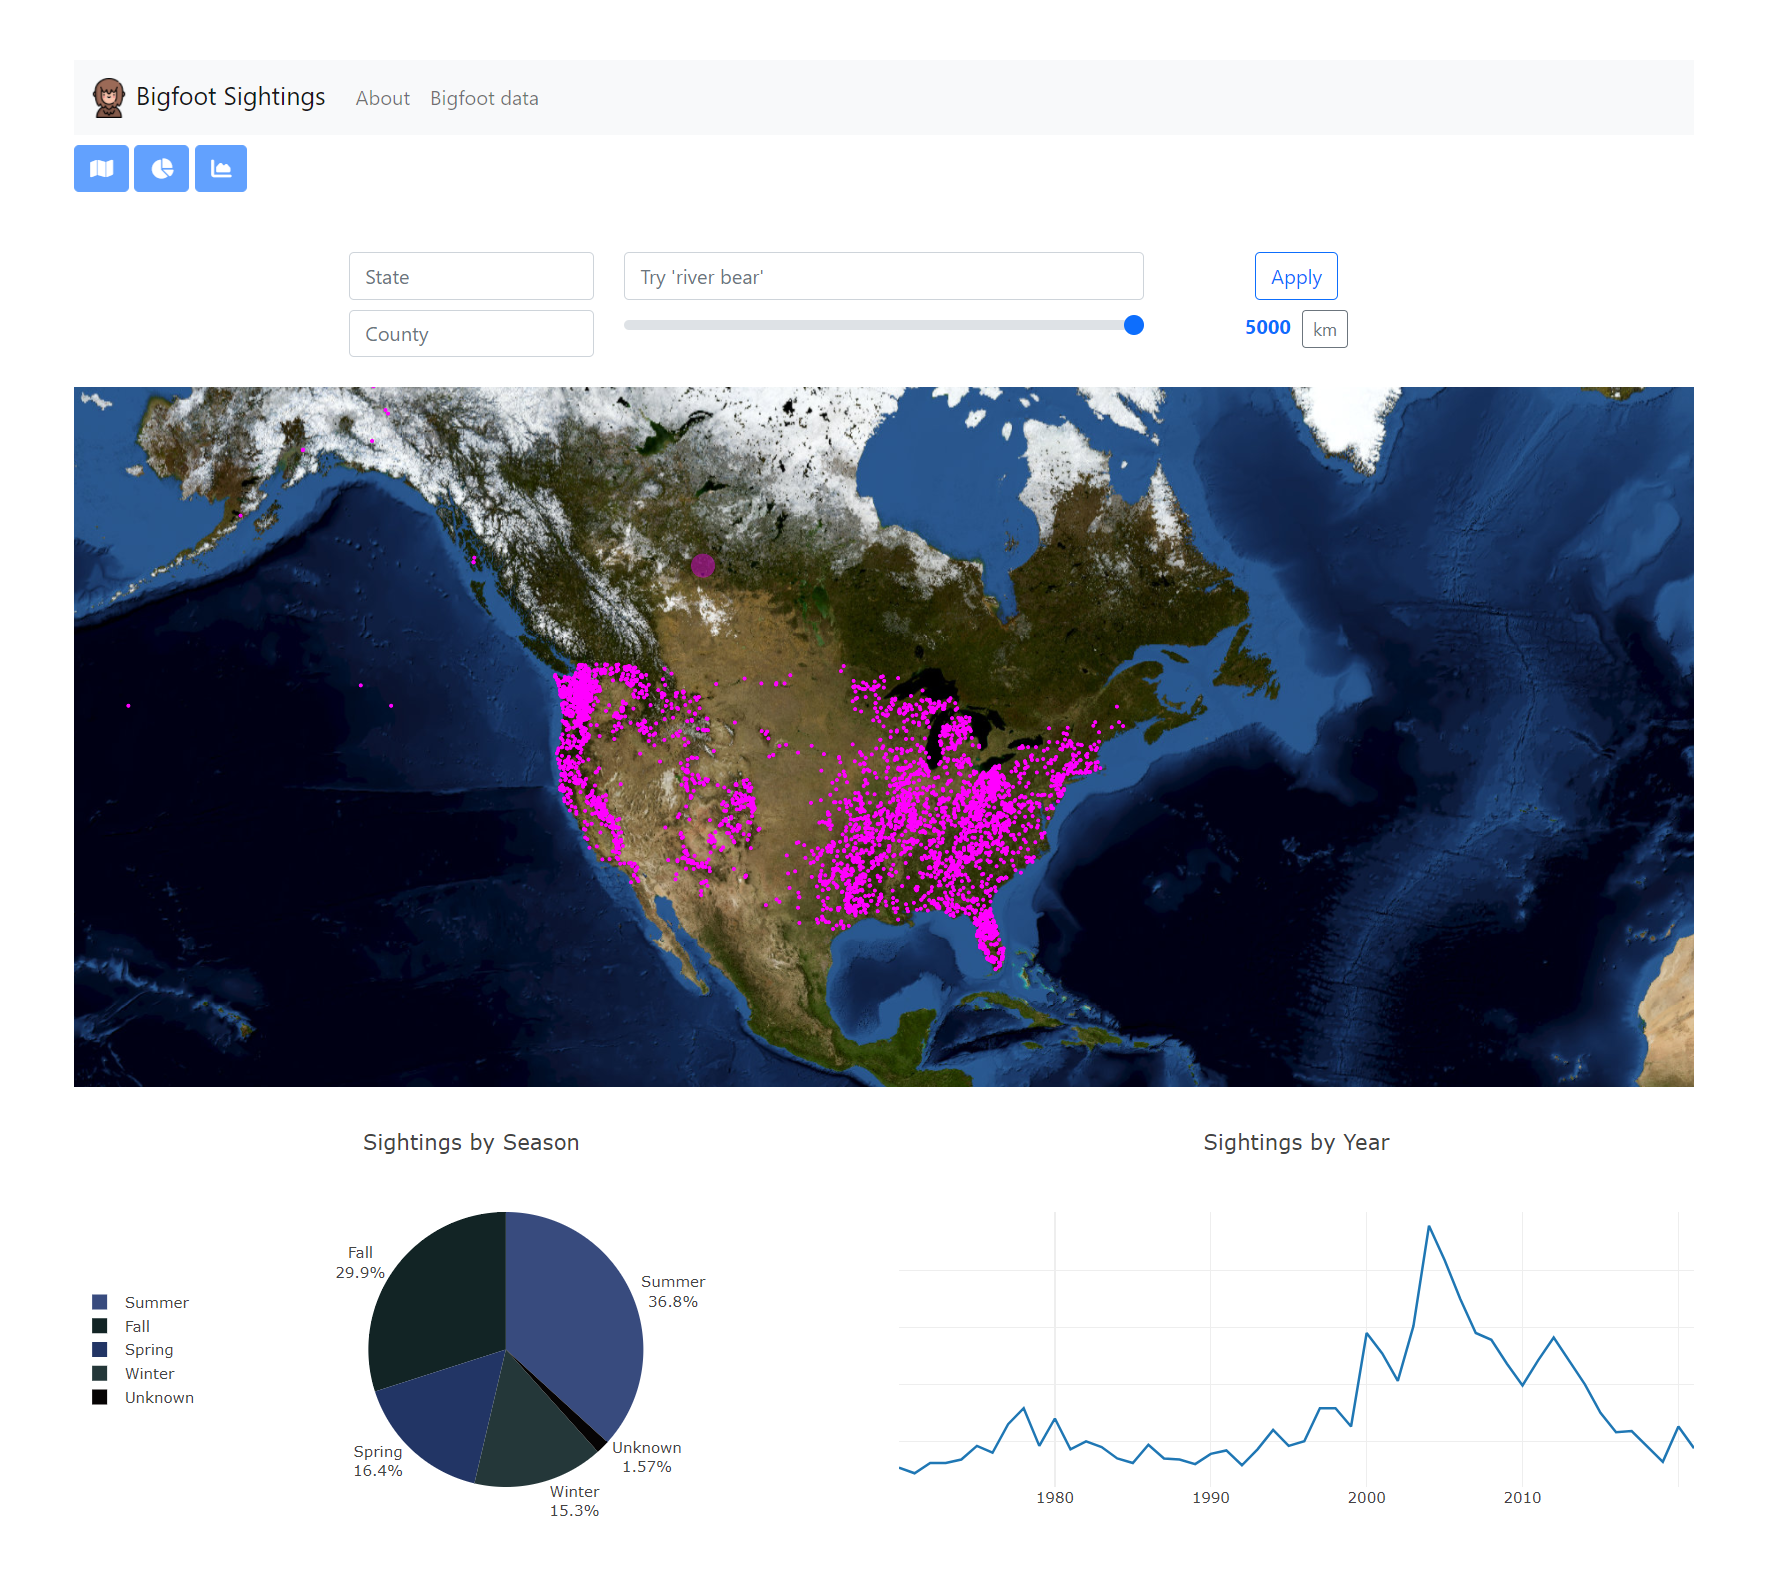 Bigfoot Sightings About Bigfoot data
State Try 'river bear' Apply
County 5000 km
Sightings by Season
Fall
29.9%
Summer
36.8%
Summer
Fall
Spring
Winter
Unknown
Spring
16.4%
Unknown
1.57%
Winter
15.3%
Sightings by Year
1980 1990 2000 2010